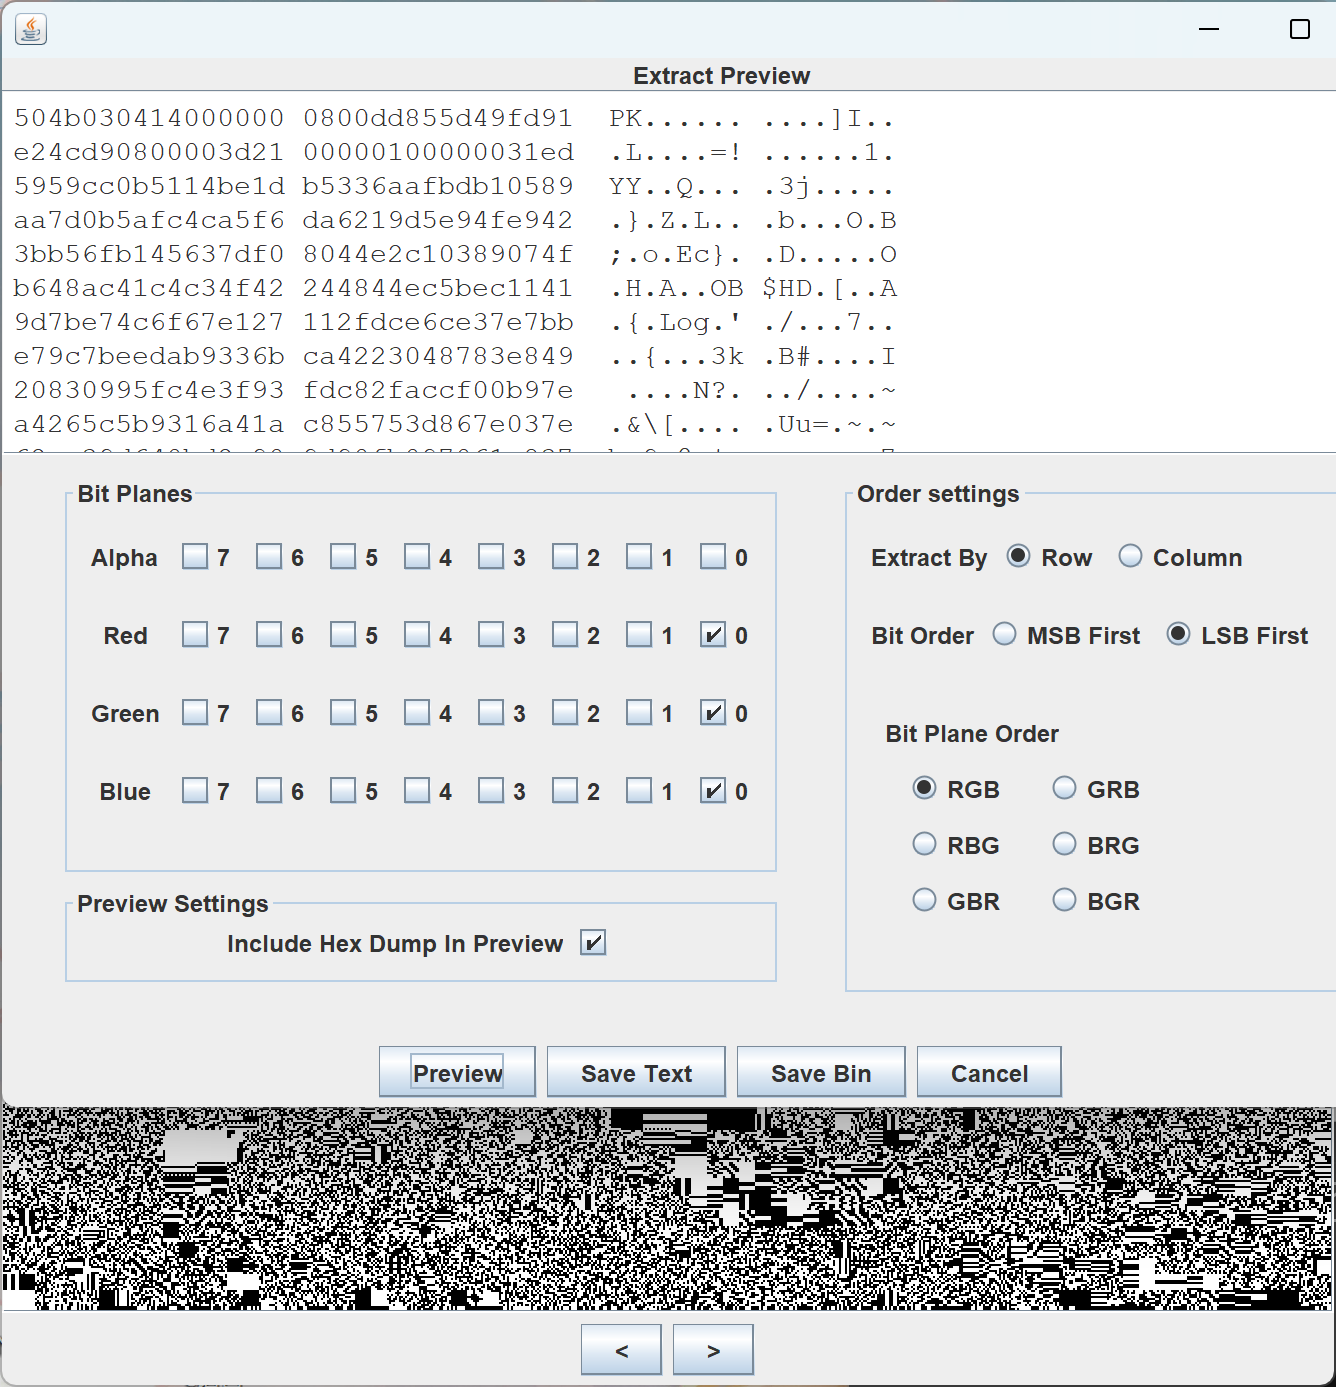 Extract Preview
504b030414000000 0800dd855d49fd91 PK...... ....]I..
e24cd90800003d21 00000100000031ed .L....=! ......1.
5959cc0b5114be1d b5336aafbdb10589 YY..Q... .3j.....
aa7d0b5afc4ca5f6 da6219d5e94fe942 .}.Z.L.. .b...O.B
3bb56fb145637df0 8044e2c10389074f ;.o.Ec}. .D.....O
b648ac41c4c34f42 244844ec5bec1141 .H.A..OB $HD.[..A
9d7be74c6f67e127 112fdce6ce37e7bb .{.Log.' ./...7..
e79c7beedab9336b ca4223048783e849 ..{...3k .B#....I
20830995fc4e3f93 fdc82faccf00b97e ....N?. ../....~
a4265c5b9316a41a c855753d867e037e .&\[.... .Uu=.~.~
Bit Planes
Alpha 7 6 5 4 3 2 1 0
Red 7 6 5 4 3 2 1 0
Green 7 6 5 4 3 2 1 0
Blue 7 6 5 4 3 2 1 0
Preview Settings
Include Hex Dump In Preview
Order settings
Extract By Row Column
Bit Order MSB First LSB First
Bit Plane Order
RGB GRB
RBG BRG
GBR BGR
Preview Save Text Save Bin Cancel
< >